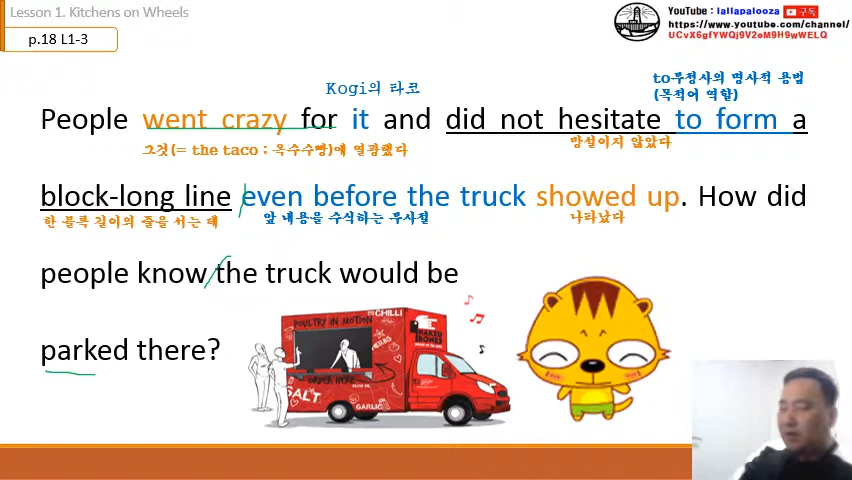 Lesson 1. Kitchens on Wheels
YouTube : lallapalooza 구독
https://www.youtube.com/channel/
UCvX6gfYWQj9V2eM9H9wWELQ
p.18 L1-3
Kogi의 타코
to부정사의 명사적 용법
(목적어 역할)
People went crazy for it and did not hesitate to form a
그것(= the taco : 옥수수빵)에 열광했다
망설이지 않았다
block-long line even before the truck showed up. How did
한 블록 길이의 줄을 서는 데
앞 내용을 수식하는 부사절
나타났다
people know the truck would be
parked there?
CHILLI
POULTRY IN MOTION
NAKED
BONES
ORDER HERE
SALT
GARLIC